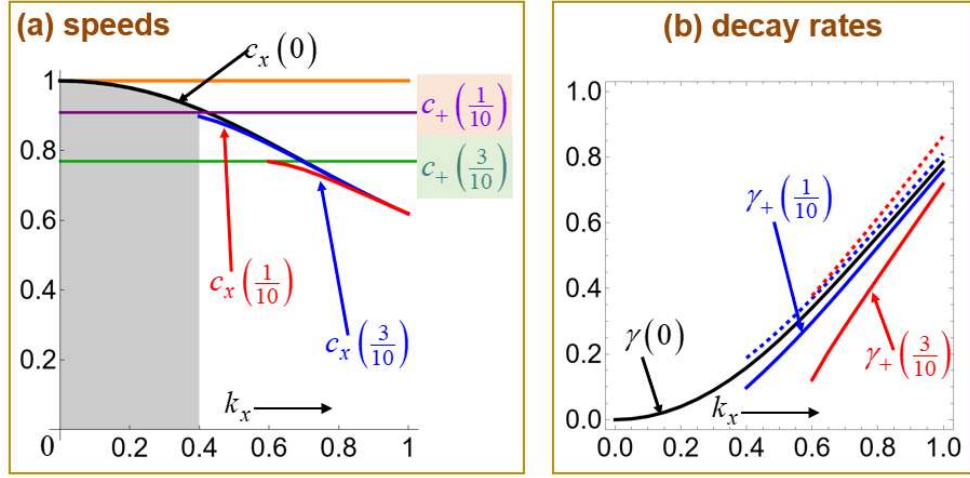 (a) speeds
c_x(0)
1
0.8
0.6
0.4
0.2
0
0.2
0.4
0.6
0.8
1
c_+(1/10)
c_+(3/10)
c_x(1/10)
c_x(3/10)
k_x
(b) decay rates
1.0
0.8
0.6
0.4
0.2
0.0
0.0
0.2
0.4
0.6
0.8
1.0
γ_+(1/10)
γ(0)
γ_+(3/10)
k_x